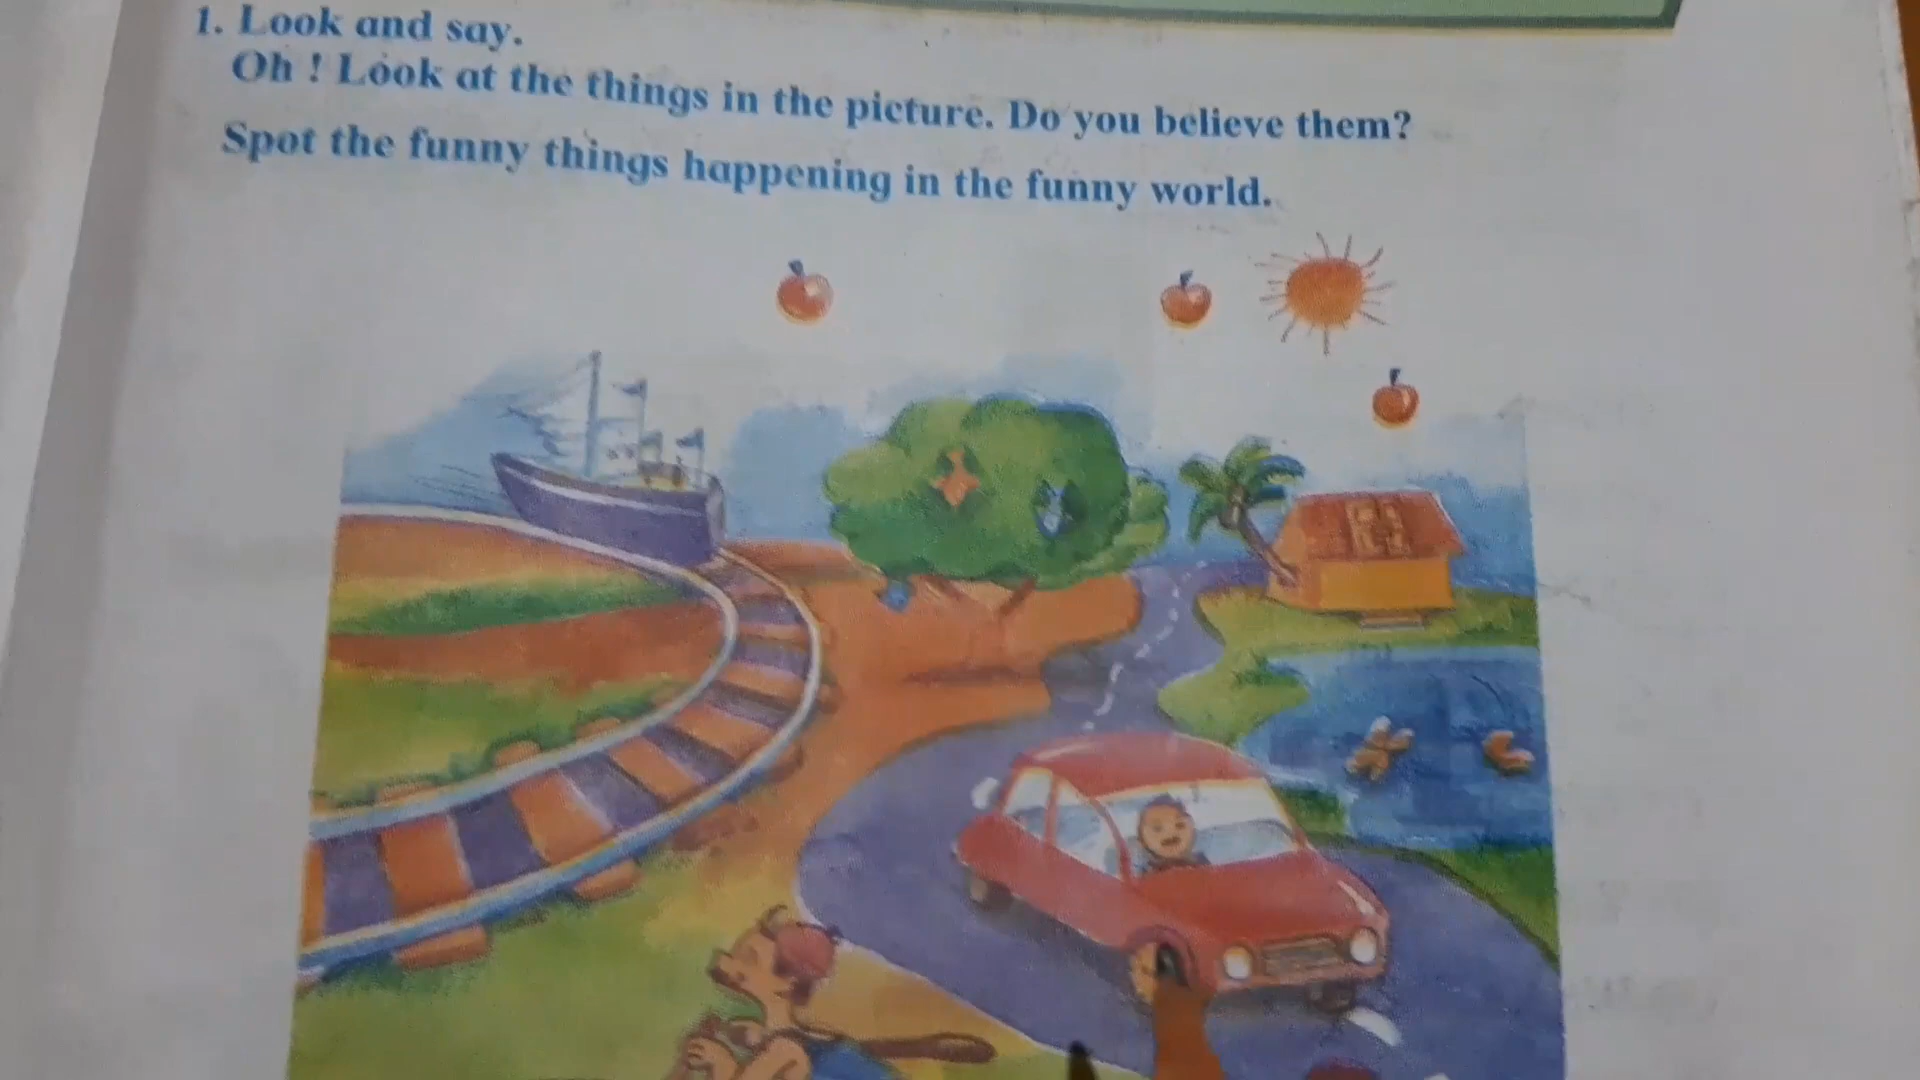 1. Look and say.
Oh ! Look at the things in the picture. Do you believe them?
Spot the funny things happening in the funny world.